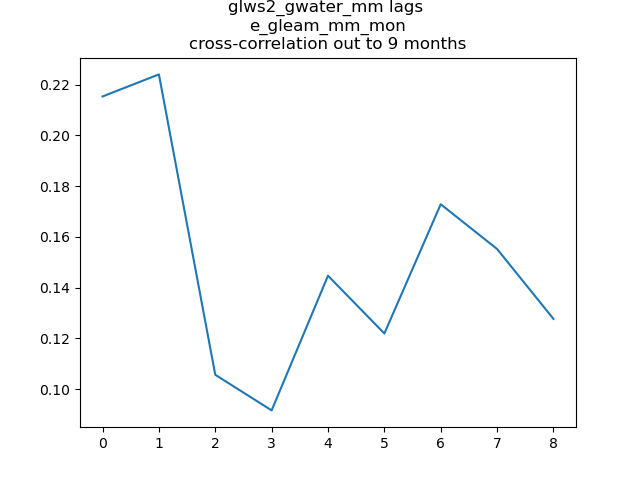 glws2_gwater_mm lags
e_gleam_mm_mon
cross-correlation out to 9 months
0.22
0.20
0.18
0.16
0.14
0.12
0.10
0 1 2 3 4 5 6 7 8